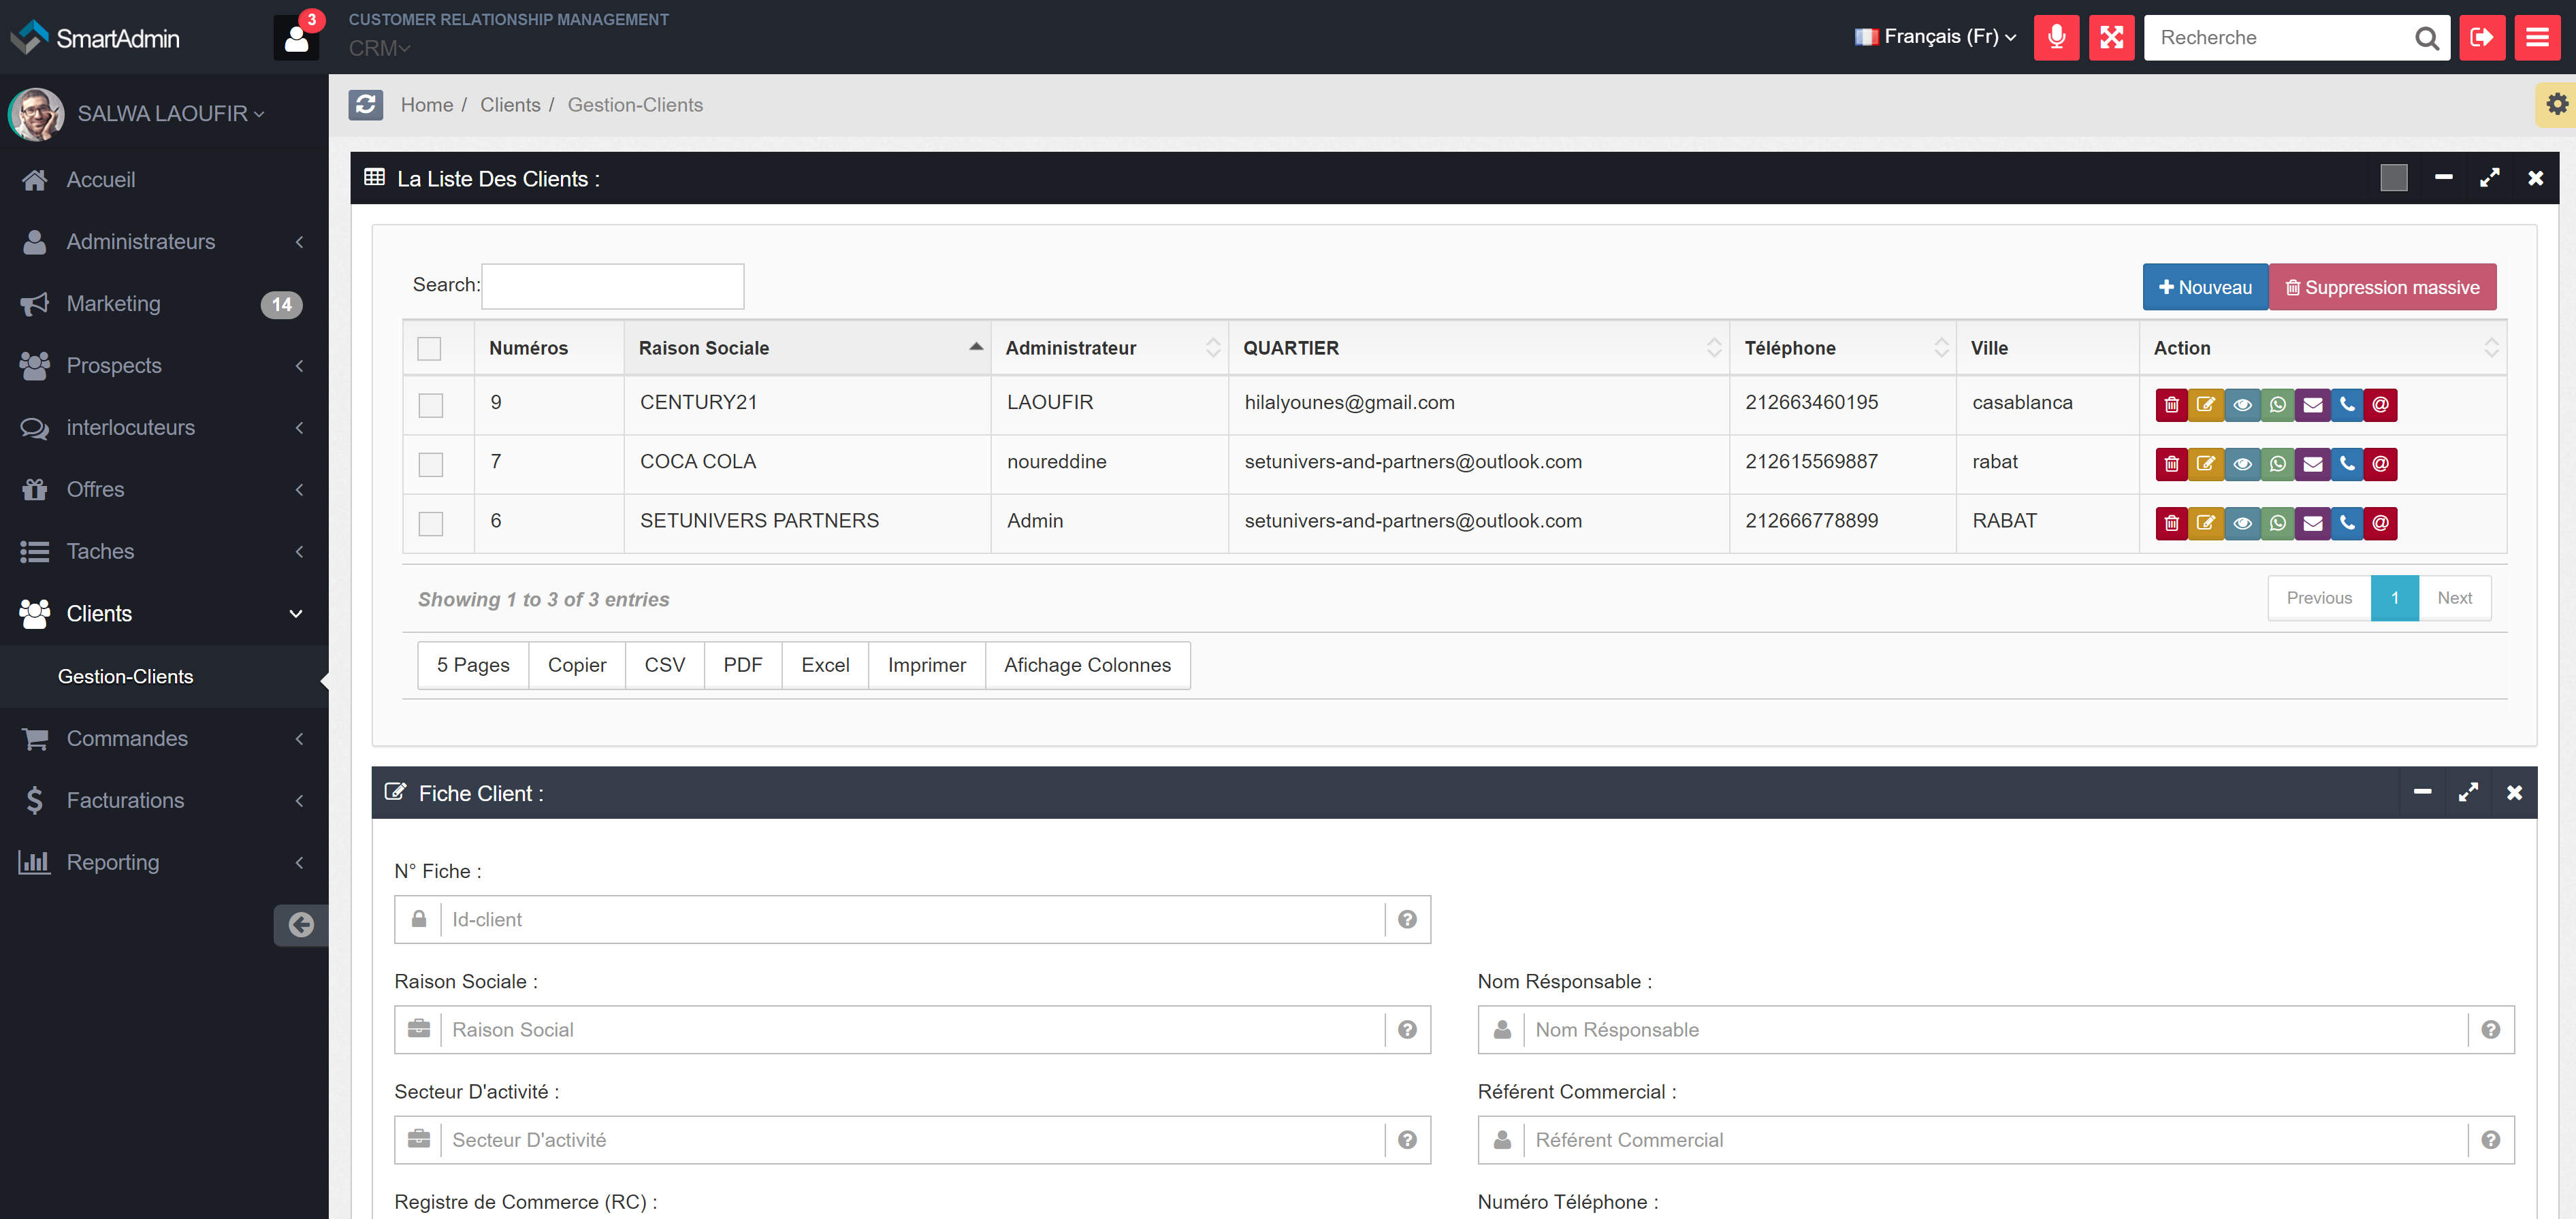 SmartAdmin
3
CUSTOMER RELATIONSHIP MANAGEMENT
CRM
Français (Fr)
Recherche
SALWA LAOUFIR
Accueil
Administrateurs
Marketing 14
Prospects
interlocuteurs
Offres
Taches
Clients
Gestion-Clients
Commandes
Facturations
Reporting
Home / Clients / Gestion-Clients
La Liste Des Clients :
Search:
Nouveau Suppression massive
Numéros Raison Sociale Administrateur QUARTIER Téléphone Ville Action
9 CENTURY21 LAOUFIR hilalyounes@gmail.com 212663460195 casablanca @
7 COCA COLA noureddine setunivers-and-partners@outlook.com 212615569887 rabat @
6 SETUNIVERS PARTNERS Admin setunivers-and-partners@outlook.com 212666778899 RABAT @
Showing 1 to 3 of 3 entries
Previous 1 Next
5 Pages Copier CSV PDF Excel Imprimer Afichage Colonnes
Fiche Client :
N° Fiche :
Id-client
Raison Sociale : Nom Résponsable :
Raison Social Nom Résponsable
Secteur D'activité : Référent Commercial :
Secteur D'activité Référent Commercial
Registre de Commerce (RC) : Numéro Téléphone :